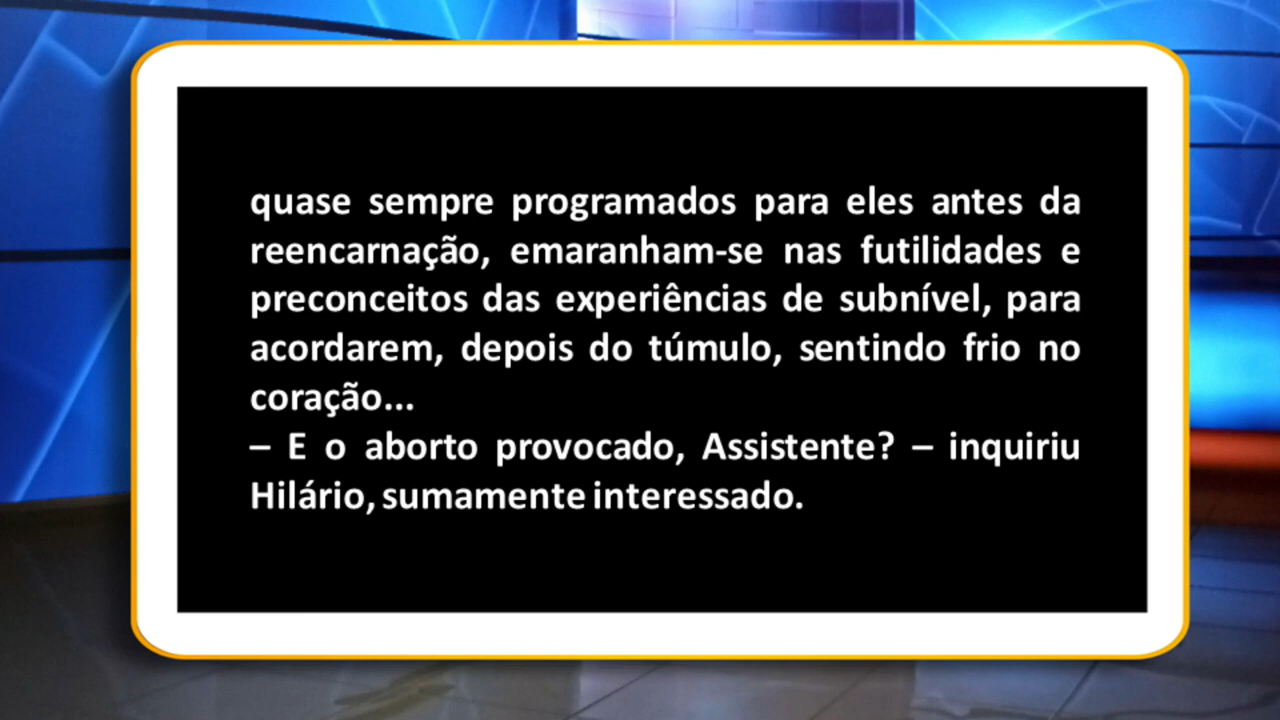 quase sempre programados para eles antes da
reencarnação, emaranham-se nas futilidades e
preconceitos das experiências de subnível, para
acordarem, depois do túmulo, sentindo frio no
coração...
– E o aborto provocado, Assistente? – inquiriu
Hilário, sumamente interessado.